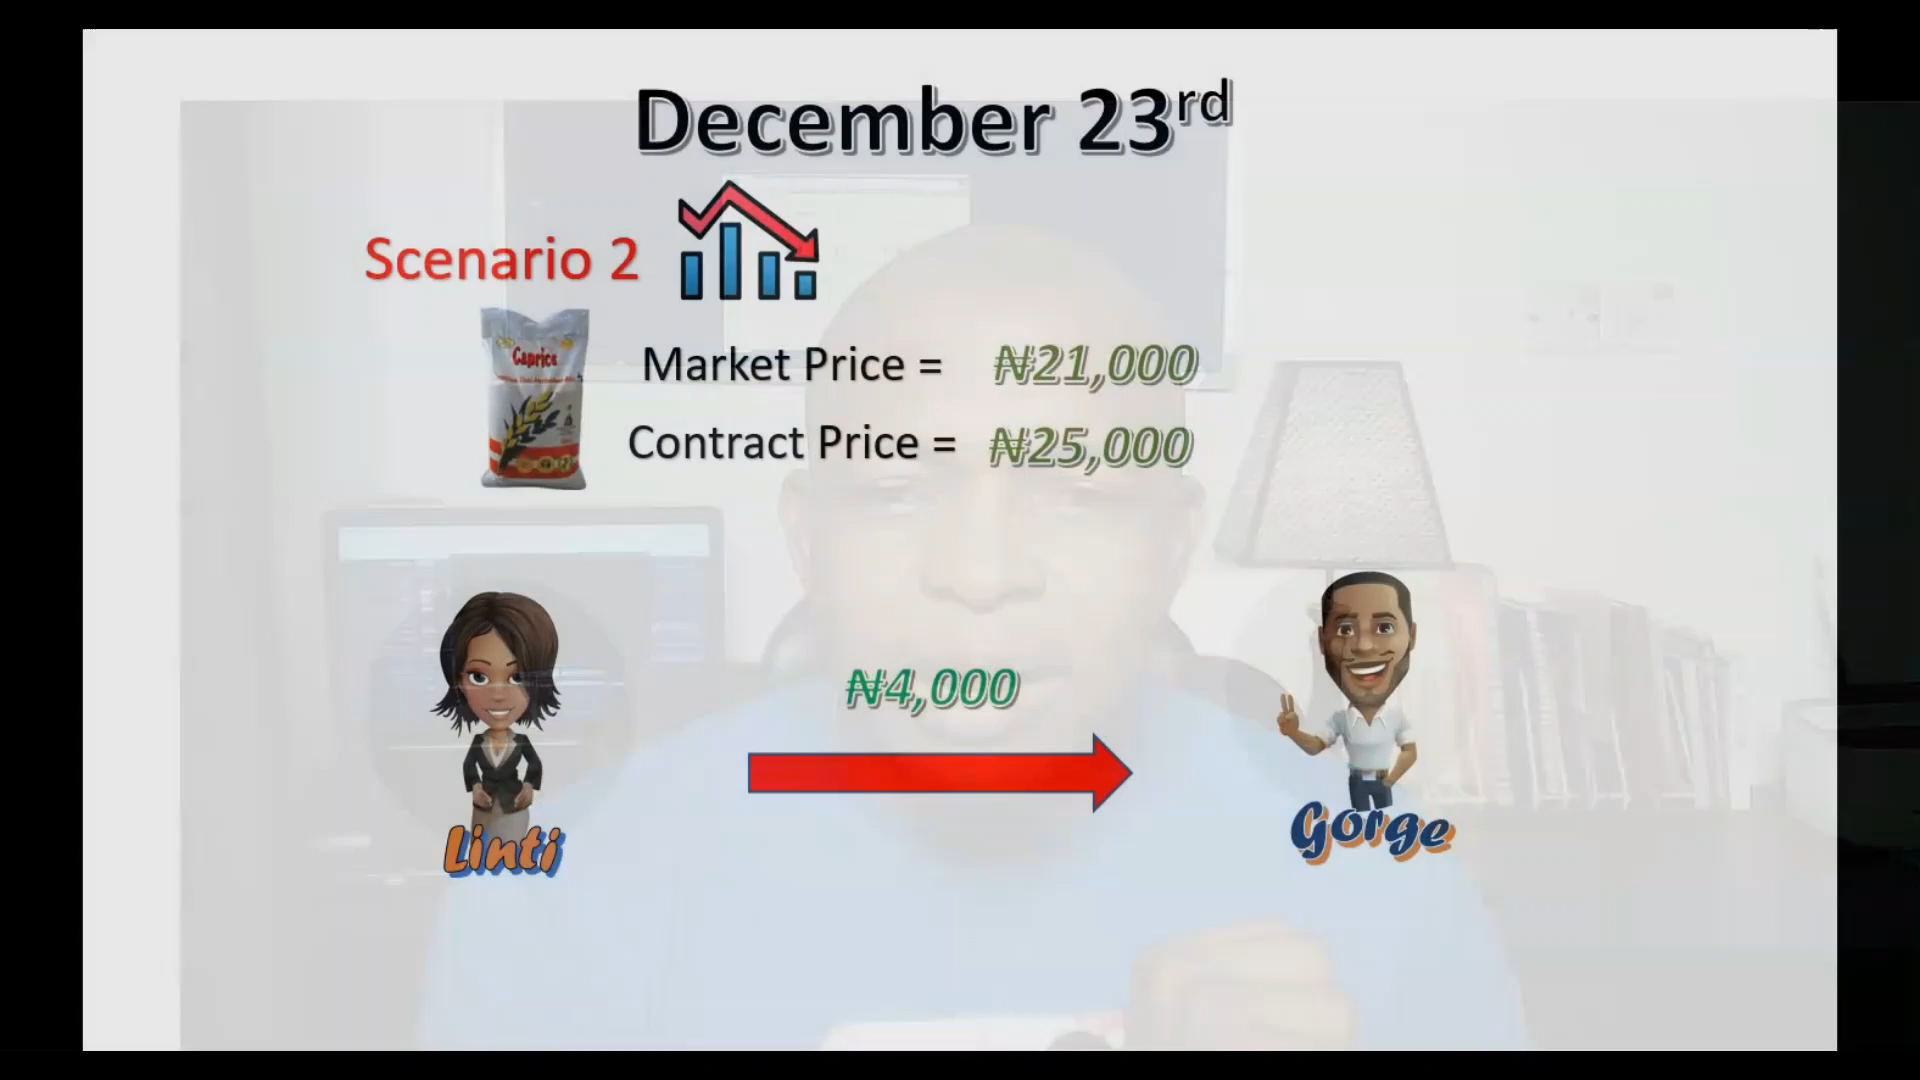 December 23rd
Scenario 2
Caprice
Market Price = ₦21,000
Contract Price = ₦25,000
₦4,000
Linti
Gorge